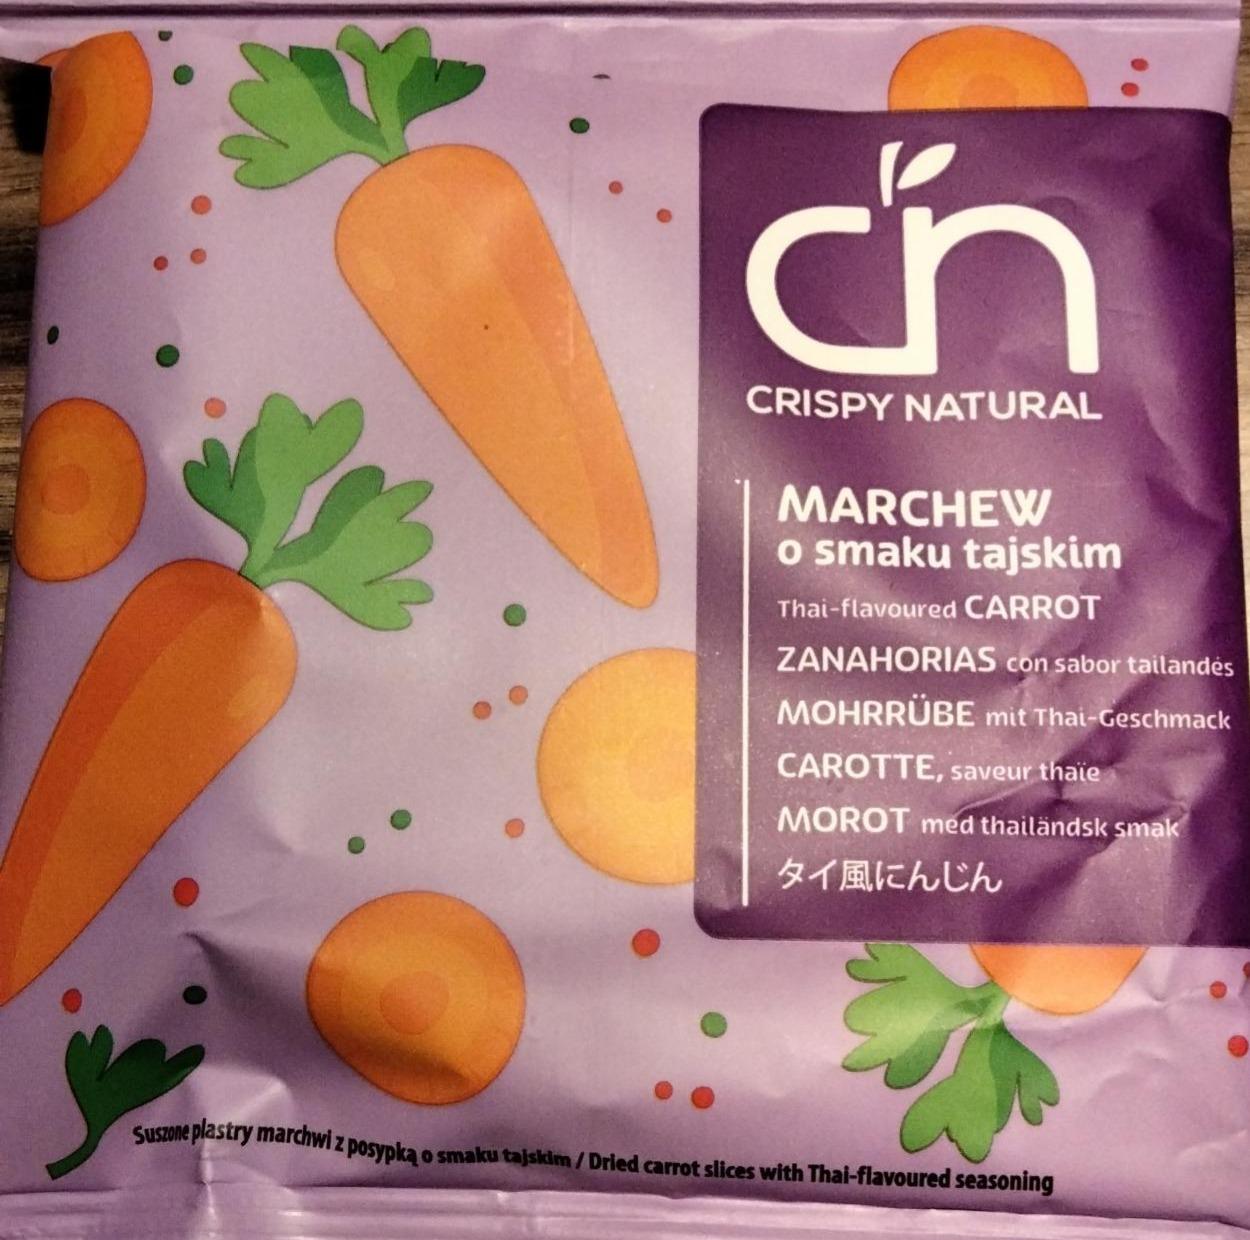 cn
CRISPY NATURAL
MARCHEW
o smaku tajskim
Thai-flavoured CARROT
ZANAHORIAS con sabor tailandés
MOHRRÜBE mit Thai-Geschmack
CAROTTE, saveur thaïe
MOROT med thailändsk smak
タイ風にんじん
Suszone plastry marchwi z posypką o smaku tajskim / Dried carrot slices with Thai-flavoured seasoning